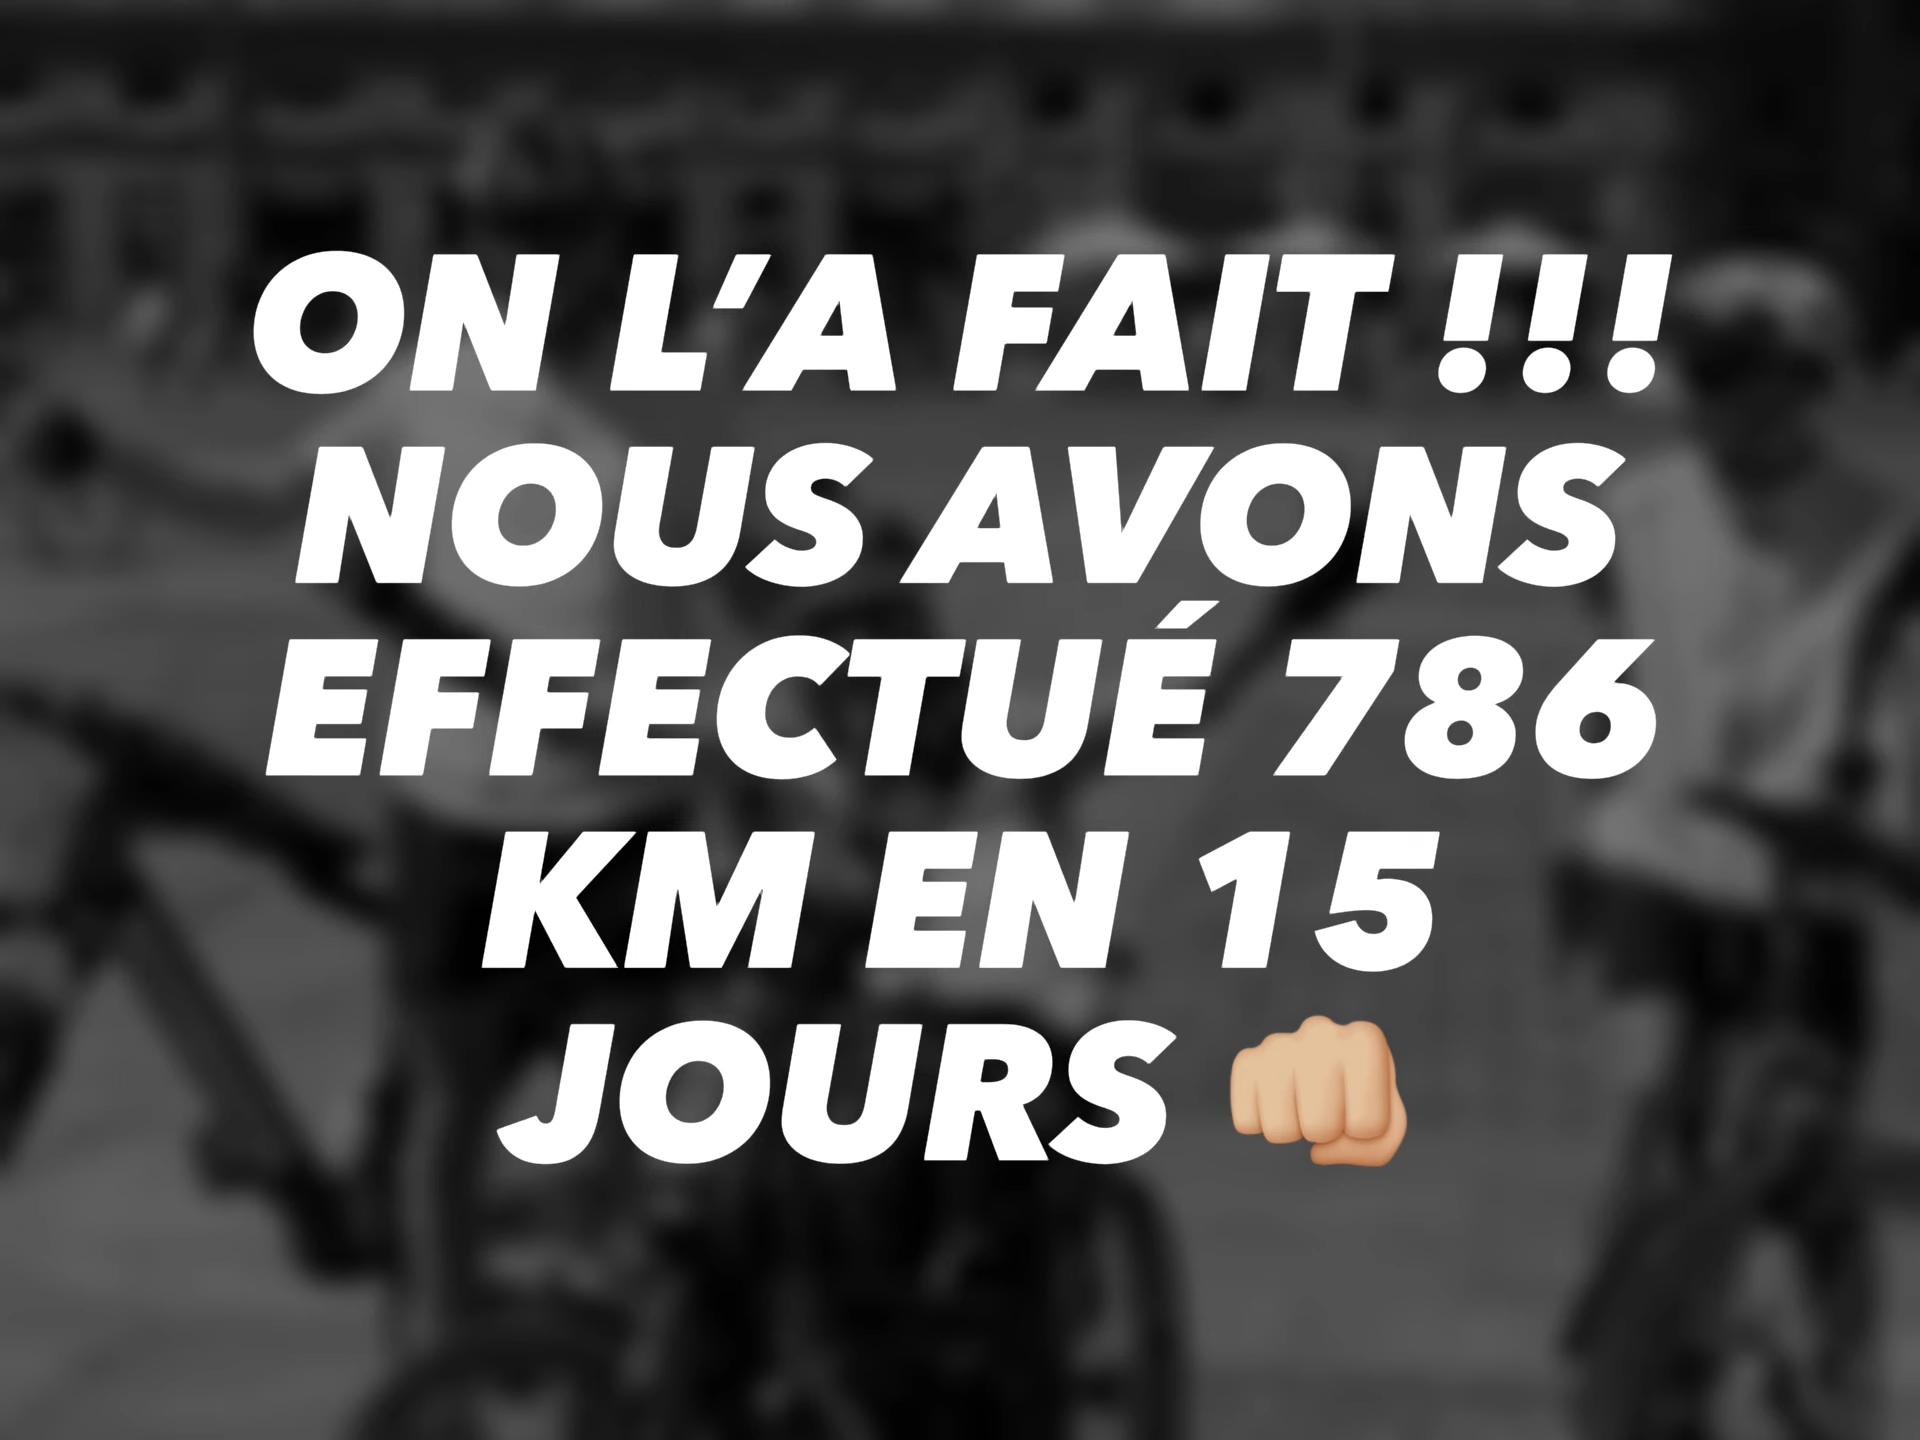 ON L’A FAIT !!!
NOUS AVONS
EFFECTUÉ 786
KM EN 15
JOURS 👊🏼